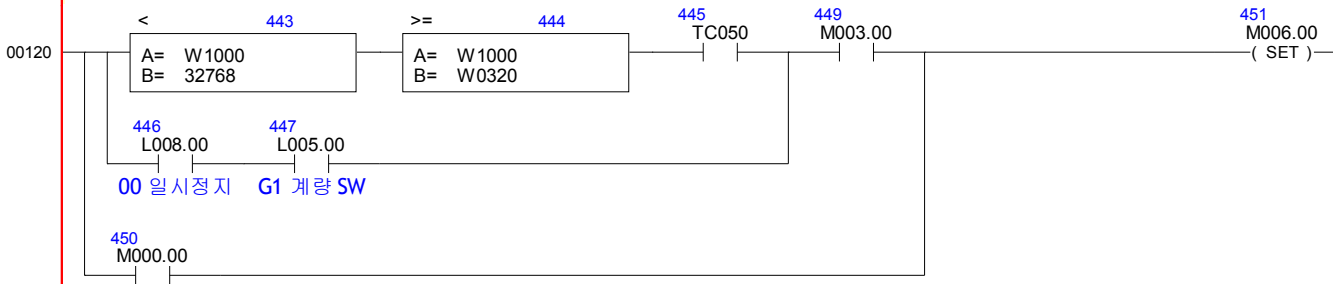 < 443 >= 444 445 449 451
TC050 M003.00 M006.00
00120 A= W1000 A= W1000 ( SET )
B= 32768 B= W0320
446 447
L008.00 L005.00
00 일시정지 G1 계량 SW
450
M000.00